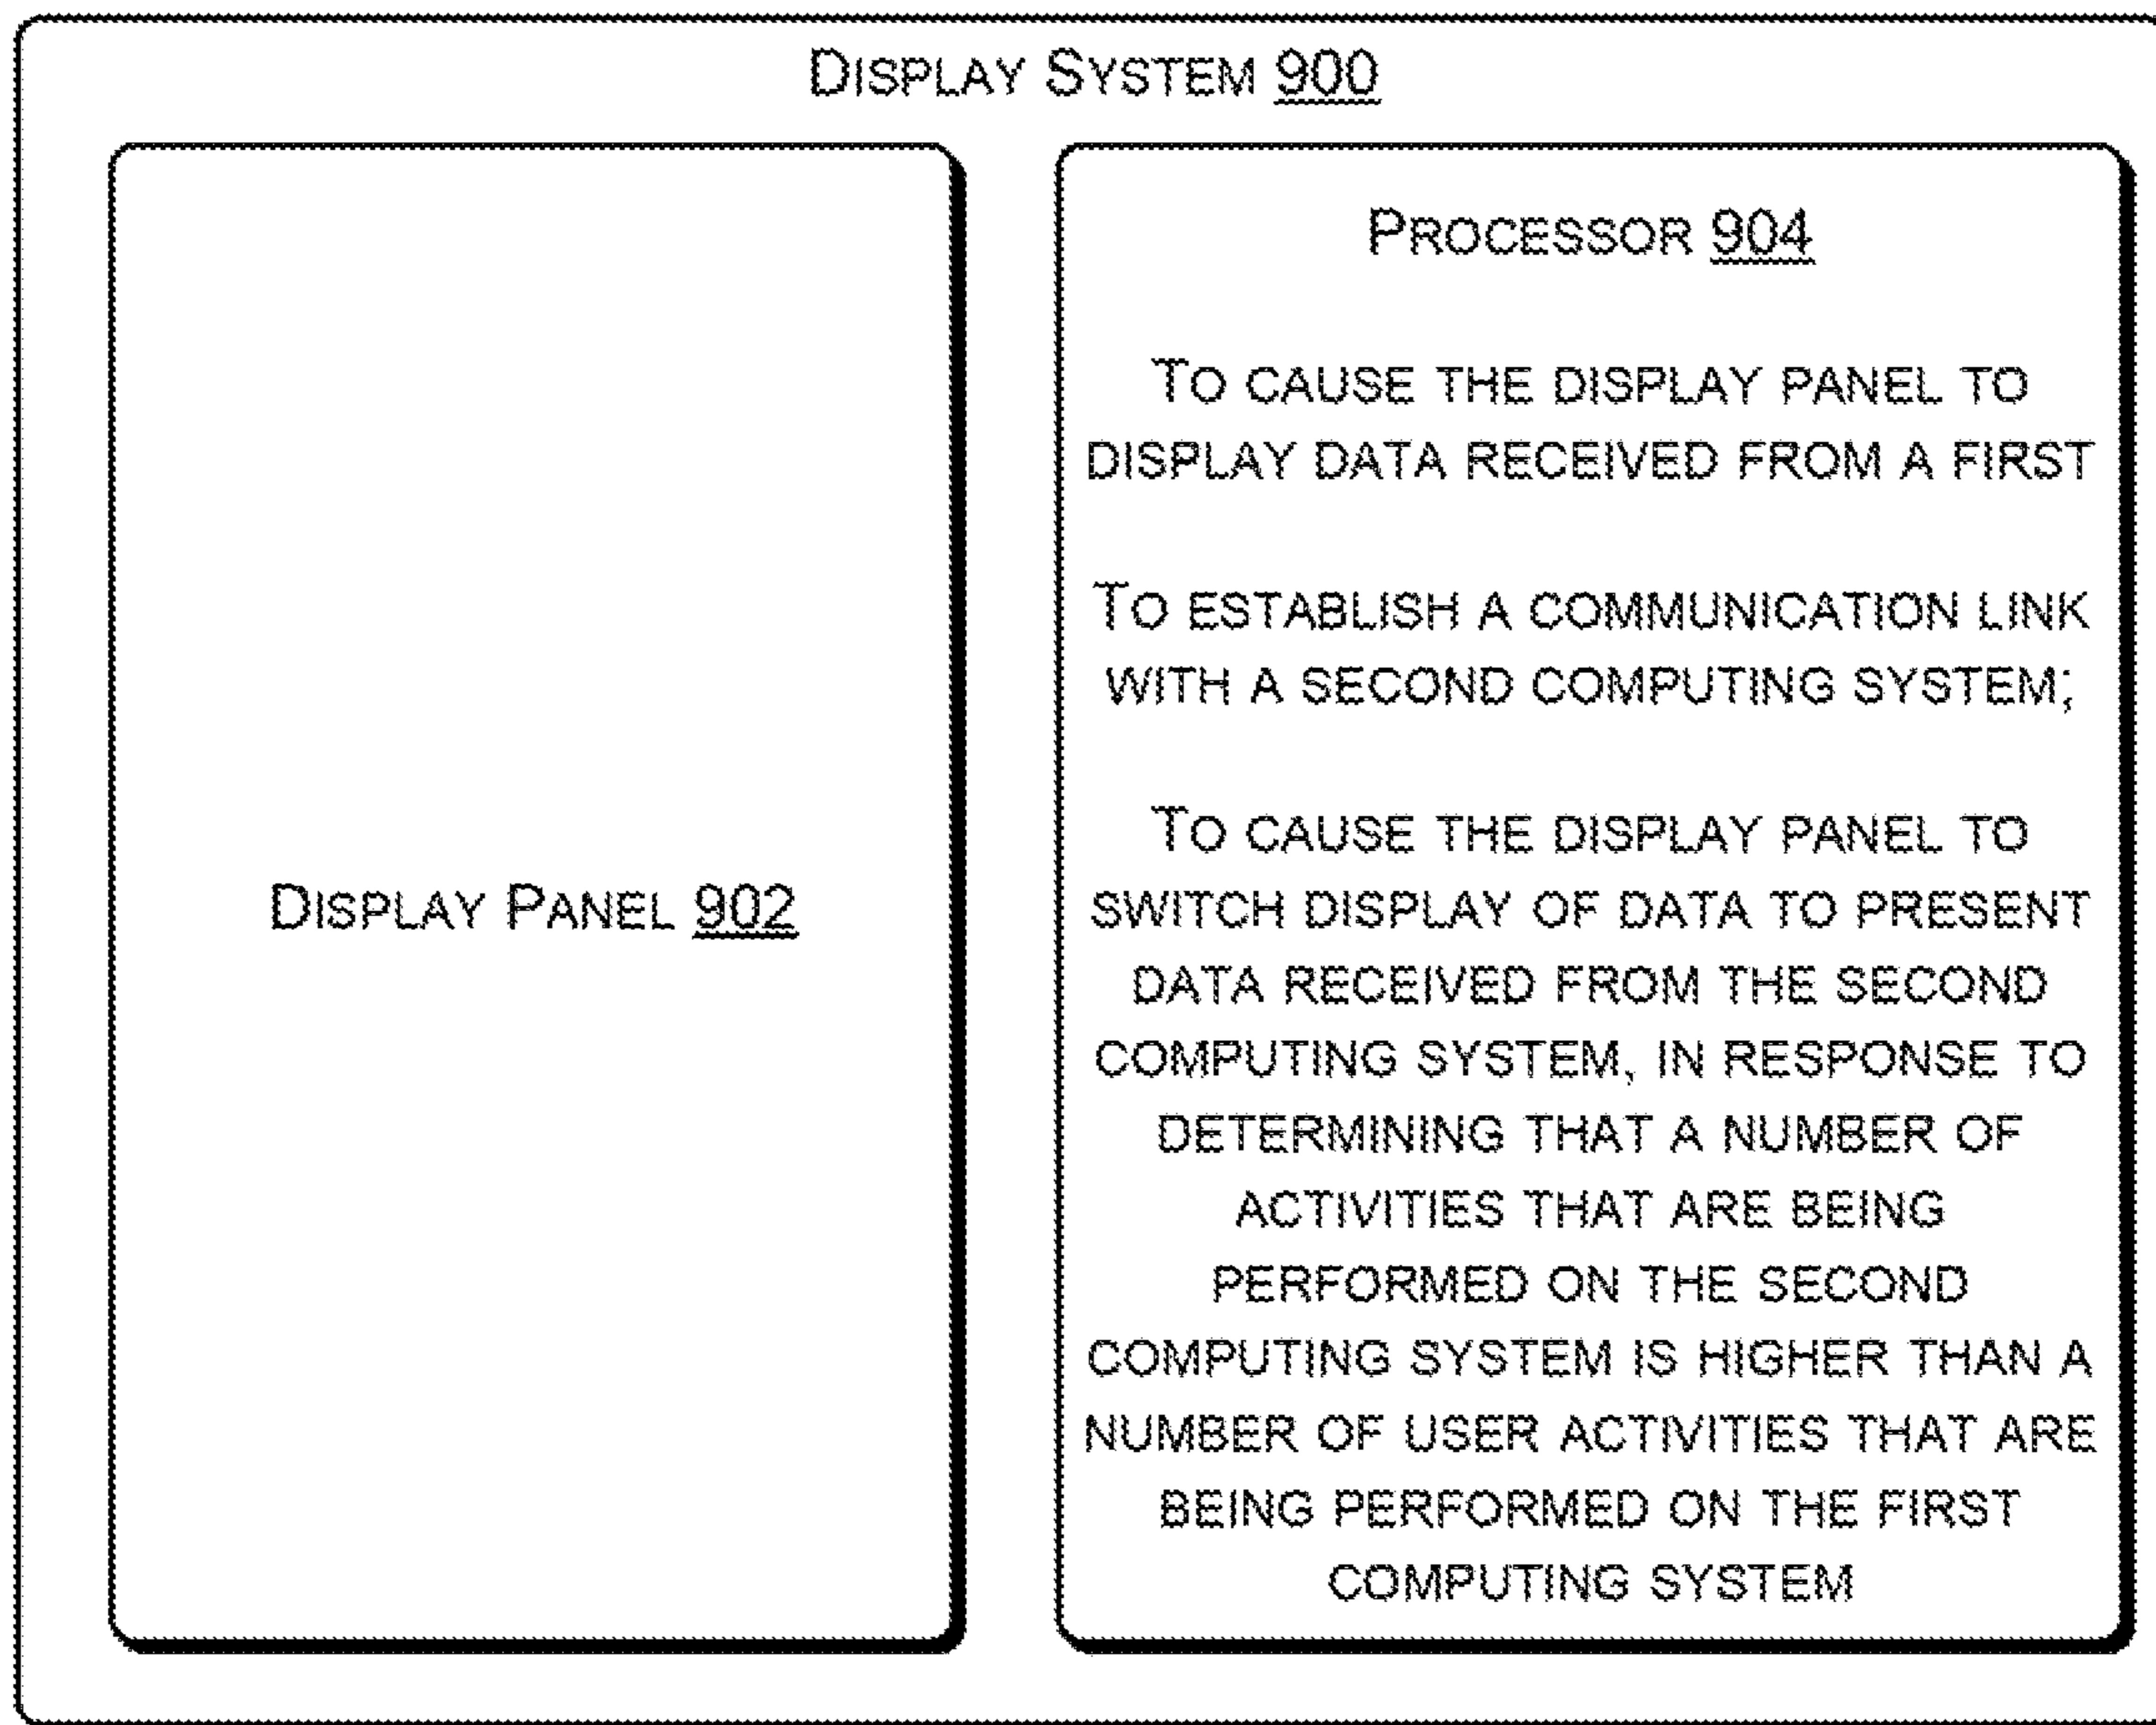 DISPLAY SYSTEM 900
DISPLAY PANEL 902
PROCESSOR 904
TO CAUSE THE DISPLAY PANEL TO
DISPLAY DATA RECEIVED FROM A FIRST
TO ESTABLISH A COMMUNICATION LINK
WITH A SECOND COMPUTING SYSTEM;
TO CAUSE THE DISPLAY PANEL TO
SWITCH DISPLAY OF DATA TO PRESENT
DATA RECEIVED FROM THE SECOND
COMPUTING SYSTEM, IN RESPONSE TO
DETERMINING THAT A NUMBER OF
ACTIVITIES THAT ARE BEING
PERFORMED ON THE SECOND
COMPUTING SYSTEM IS HIGHER THAN A
NUMBER OF USER ACTIVITIES THAT ARE
BEING PERFORMED ON THE FIRST
COMPUTING SYSTEM